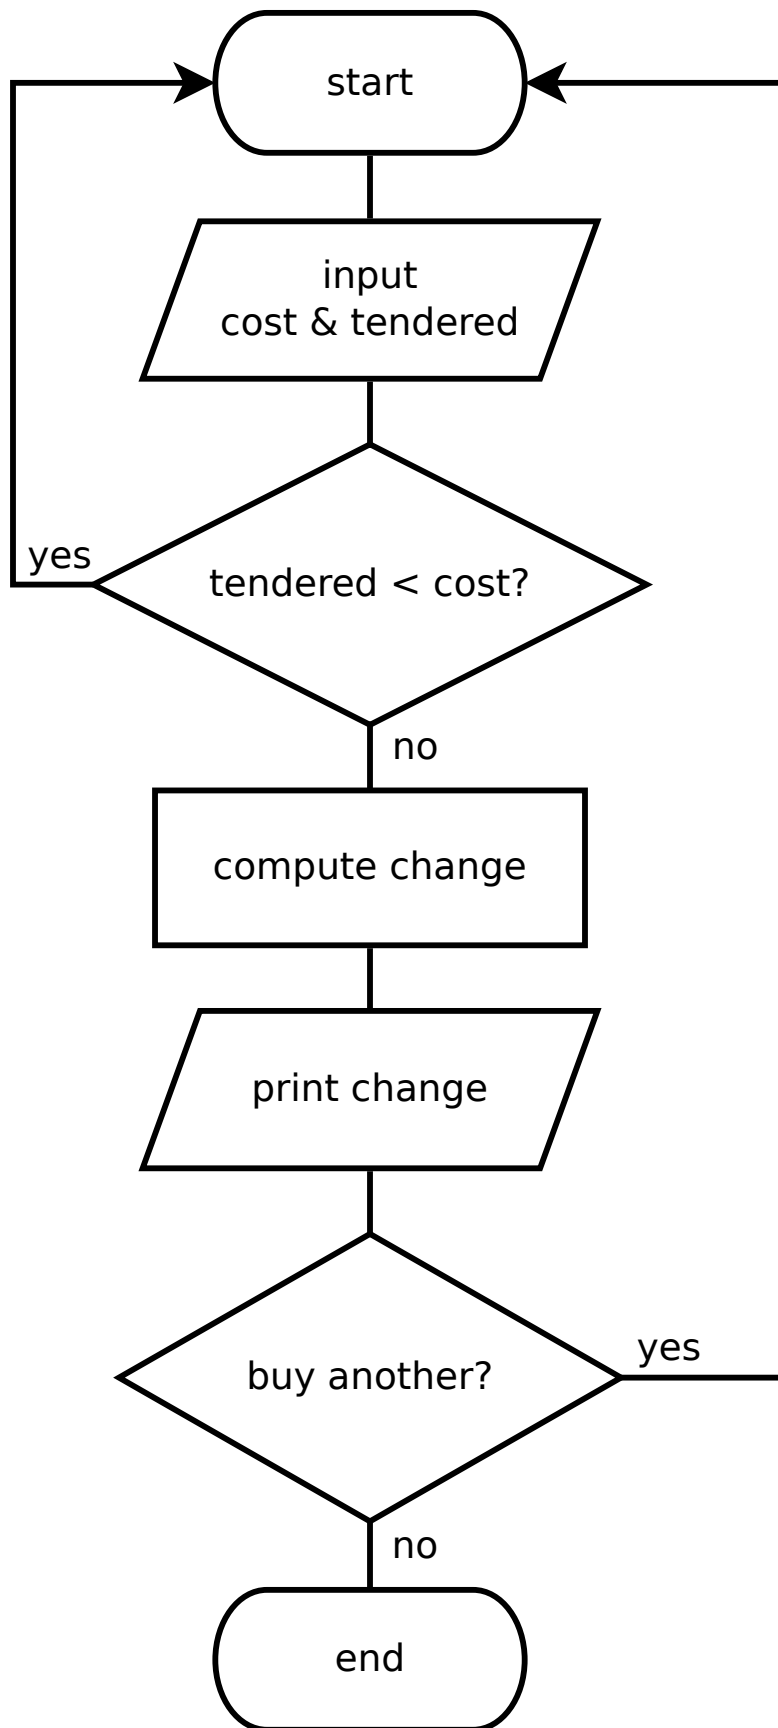 start
input
cost & tendered
yes
tendered < cost?
no
compute change
print change
yes
buy another?
no
end